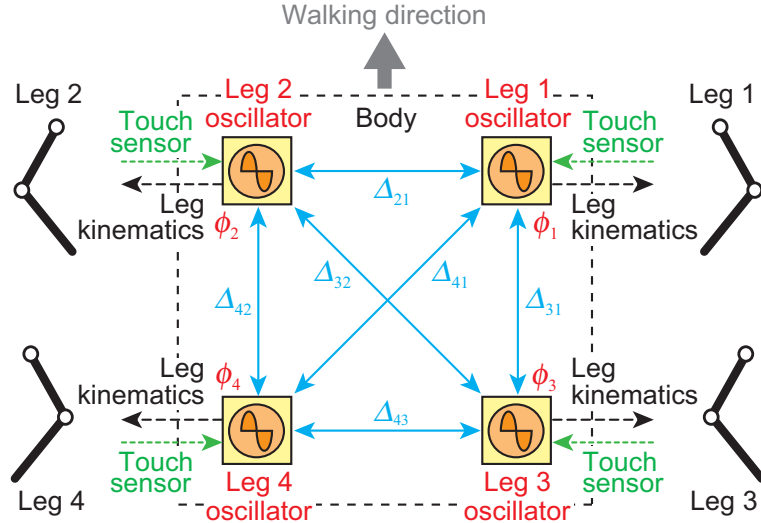 Walking direction
Leg 2
Leg 2
oscillator
Body
Leg 1
oscillator
Leg 1
Touch
sensor
Touch
sensor
Δ21
Leg
kinematics
ϕ2
ϕ1
Leg
kinematics
Δ42
Δ32
Δ41
Δ31
Leg
kinematics
ϕ4
ϕ3
Leg
kinematics
Δ43
Touch
sensor
Touch
sensor
Leg 4
Leg 4
oscillator
Leg 3
oscillator
Leg 3